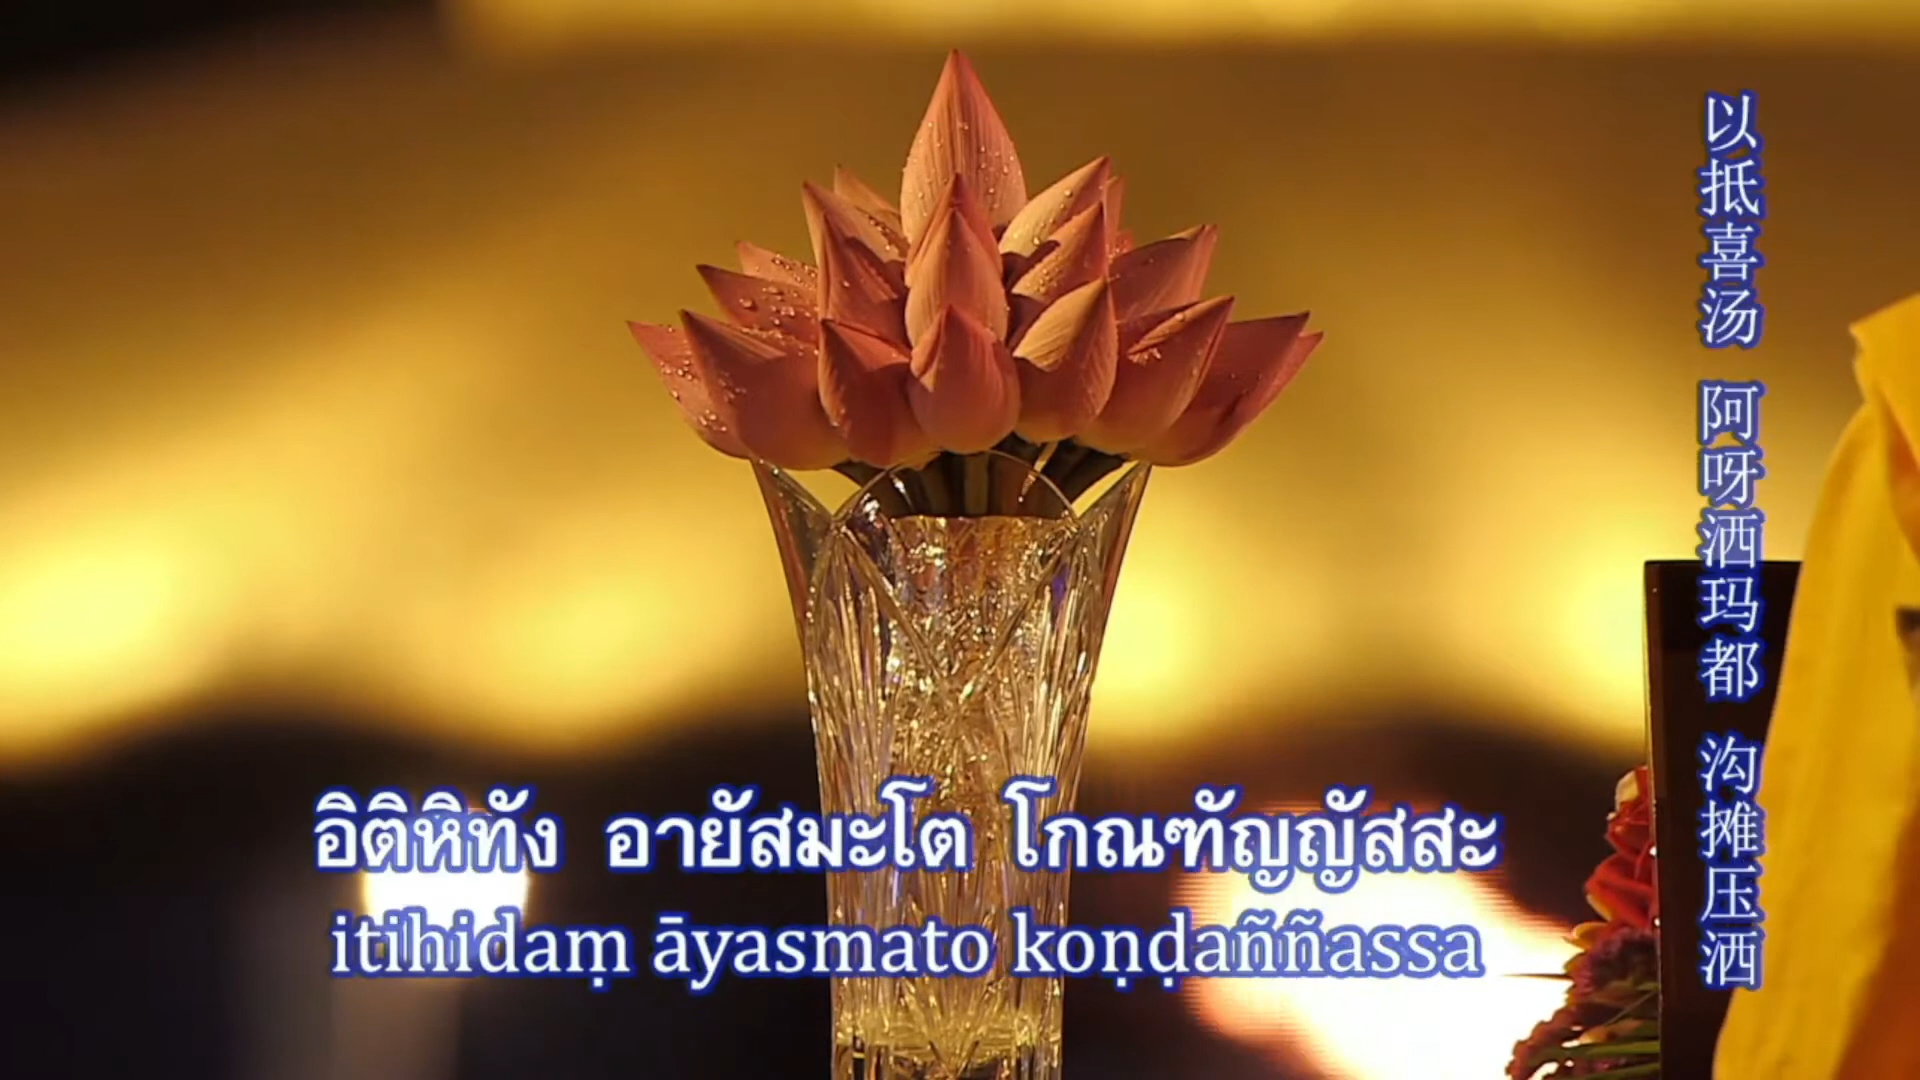 อิติหิทัง อายัสมะโต โกณฑัญญัสสะ
itihidaṃ āyasmato koṇḍaññassa
以抵喜汤 阿呀洒玛都 沟摊压洒